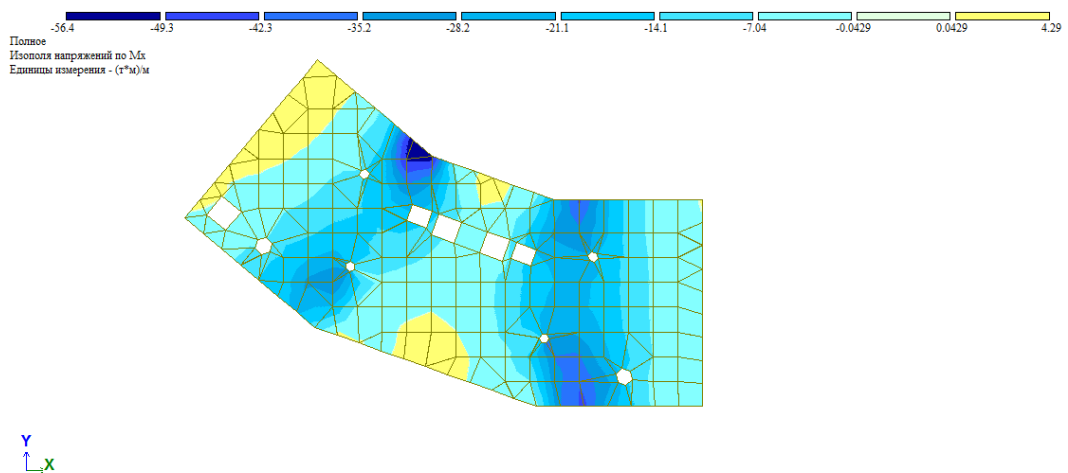 -56.4 -49.3 -42.3 -35.2 -28.2 -21.1 -14.1 -7.04 -0.0429 0.0429 4.29
Полное
Изополя напряжений по Mx
Единицы измерения - (т*м)/м
Y
X